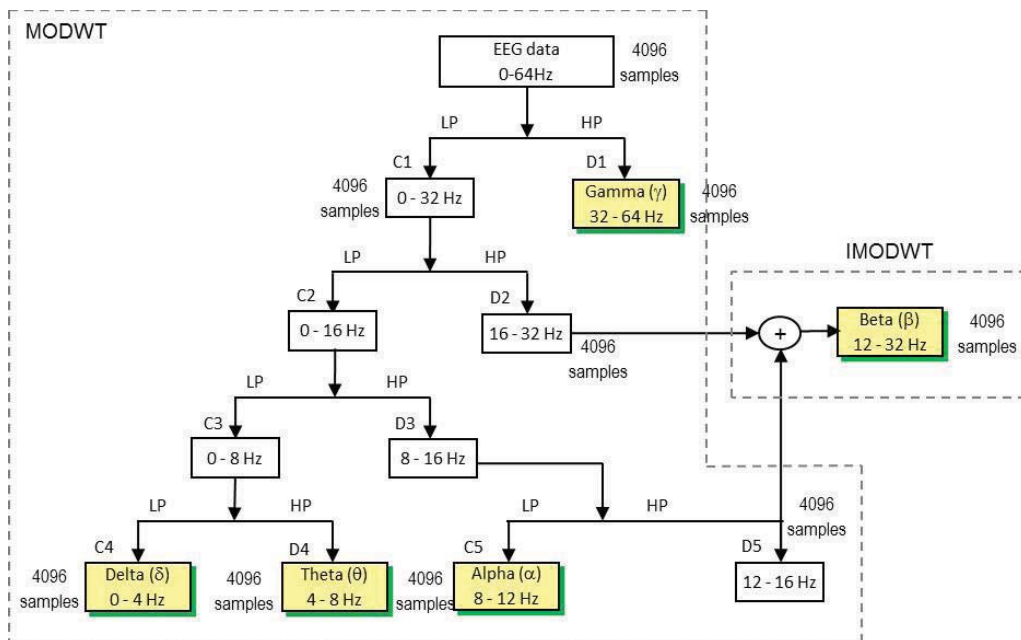 MODWT
EEG data
0-64Hz
4096
samples
LP
HP
C1
0 - 32 Hz
4096
samples
D1
Gamma (γ)
32 - 64 Hz
4096
samples
LP
HP
C2
0 - 16 Hz
D2
16 - 32 Hz
4096
samples
IMODWT
+
Beta (β)
12 - 32 Hz
4096
samples
LP
HP
C3
0 - 8 Hz
D3
8 - 16 Hz
LP
HP
LP
HP
4096
samples
C4
Delta (δ)
0 - 4 Hz
4096
samples
D4
Theta (θ)
4 - 8 Hz
4096
samples
C5
Alpha (α)
8 - 12 Hz
4096
samples
D5
12 - 16 Hz